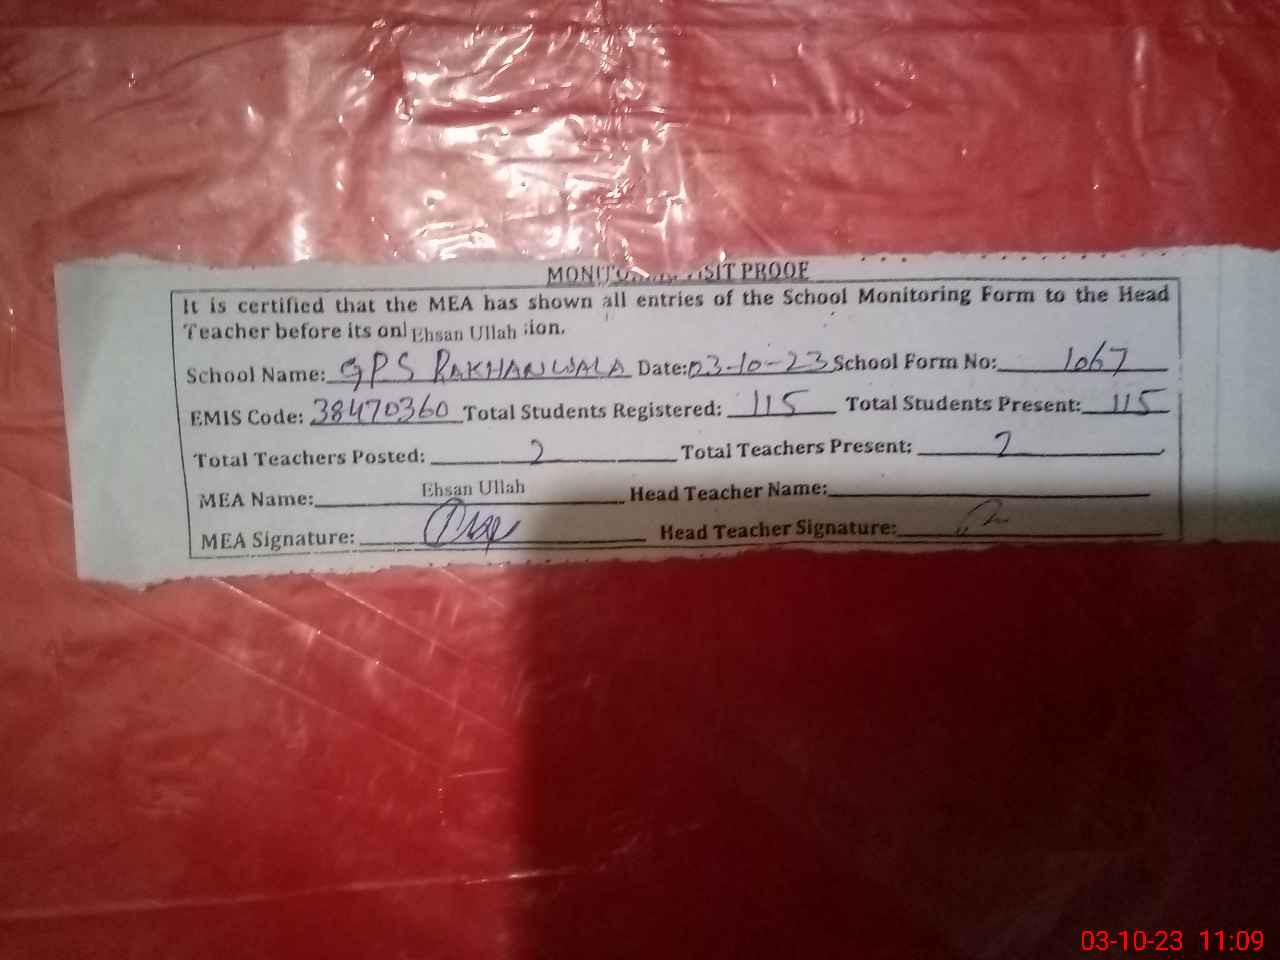 VISIT PROOF
It is certified that the MEA has shown all entries of the School Monitoring Form to the Head
Teacher before its onl Ehsan Ullah ion.
School Name: GPS RAKHANWALA Date: 03-10-23 School Form No: 1067
EMIS Code: 38470360 Total Students Registered: 115 Total Students Present: 115
Total Teachers Posted: 2 Total Teachers Present: 2
MEA Name: Ehsan Ullah Head Teacher Name:
MEA Signature: Head Teacher Signature:
03-10-23 11:09